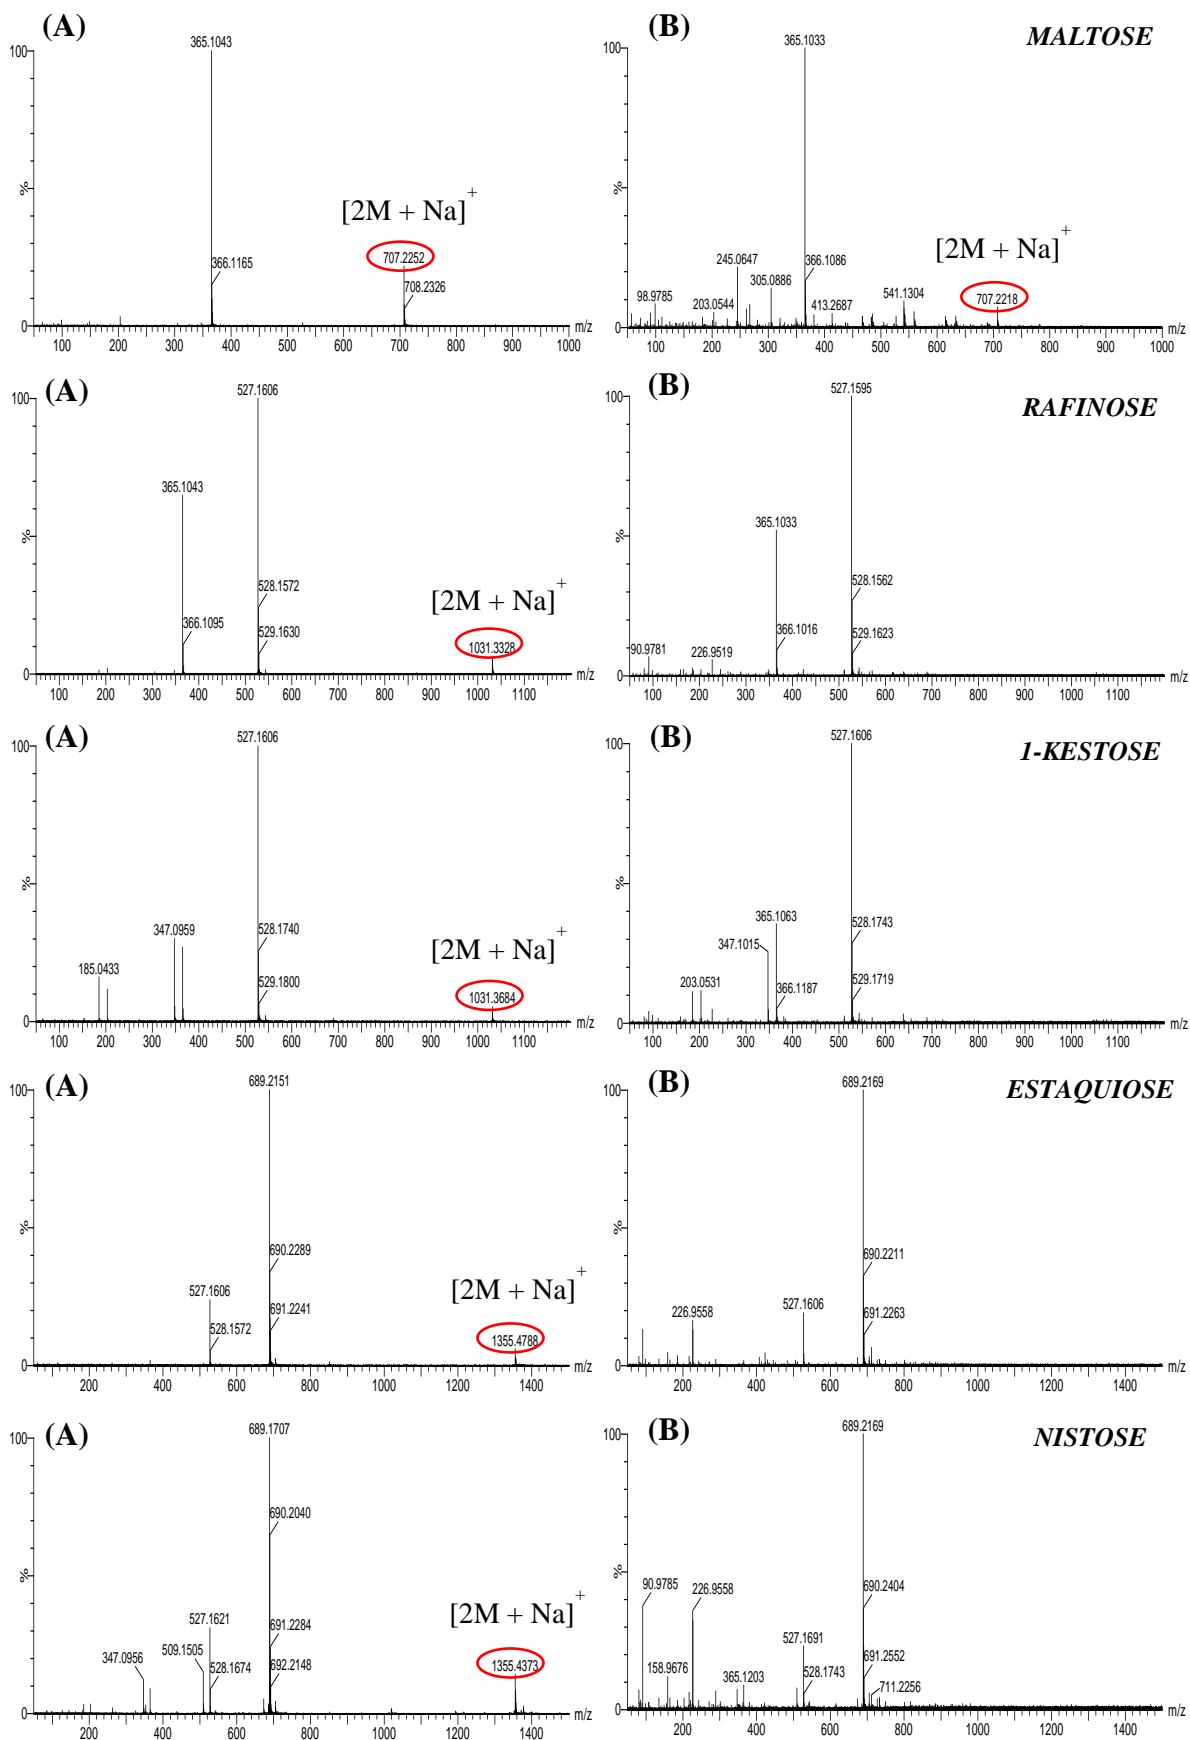 (A)
365.1043
100
%
[2M + Na]+
707.2252
366.1165
708.2326
0
m/z
100 200 300 400 500 600 700 800 900 1000
(B)
MALTOSE
365.1033
100
%
[2M + Na]+
245.0647
366.1086
305.0886
98.9785
203.0544
413.2687
541.1304
707.2218
0
m/z
100 200 300 400 500 600 700 800 900 1000
(A)
527.1606
100
365.1043
%
528.1572
[2M + Na]+
366.1095
529.1630
1031.3328
0
m/z
100 200 300 400 500 600 700 800 900 1000 1100
(B)
RAFINOSE
527.1595
100
365.1033
%
528.1562
366.1016
529.1623
90.9781
226.9519
0
m/z
100 200 300 400 500 600 700 800 900 1000 1100
(A)
527.1606
100
%
347.0959
528.1740
[2M + Na]+
185.0433
529.1800
1031.3684
0
m/z
100 200 300 400 500 600 700 800 900 1000 1100
(B)
1-KESTOSE
527.1606
100
%
365.1063
528.1743
347.1015
203.0531
366.1187
529.1719
0
m/z
100 200 300 400 500 600 700 800 900 1000 1100
(A)
689.2151
100
%
690.2289
[2M + Na]+
527.1606
691.2241
528.1572
1355.4788
0
m/z
200 400 600 800 1000 1200 1400
(B)
ESTAQUIOSE
689.2169
100
%
690.2211
226.9558
527.1606
691.2263
0
m/z
200 400 600 800 1000 1200 1400
(A)
689.1707
100
690.2040
%
[2M + Na]+
527.1621
691.2284
347.0956
509.1505
528.1674
692.2148
1355.4373
0
m/z
200 400 600 800 1000 1200 1400
(B)
NISTOSE
689.2169
100
%
90.9785
226.9558
690.2404
527.1691
158.9676
365.1203
528.1743
691.2552
711.2256
0
m/z
200 400 600 800 1000 1200 1400